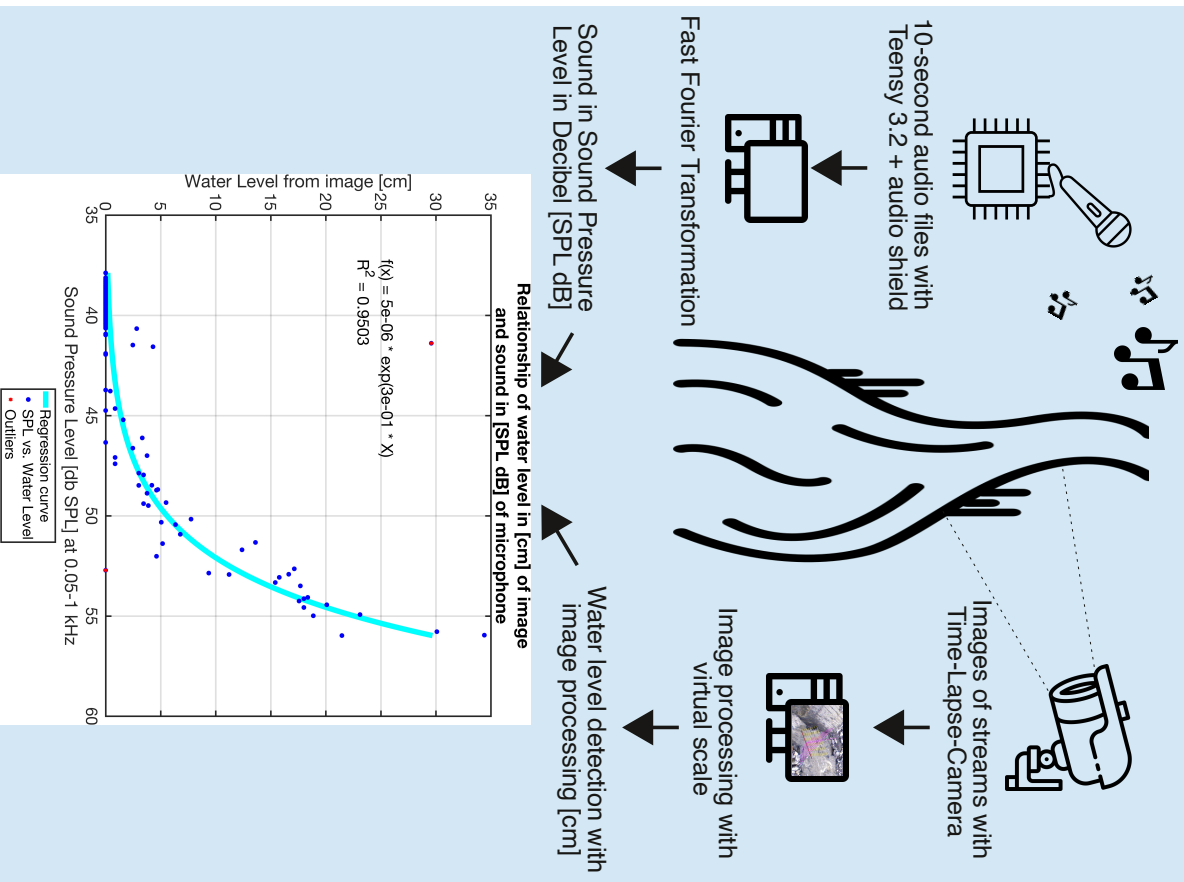 10-second audio files with
Teensy 3.2 + audio shield
Fast Fourier Transformation
Sound in Sound Pressure
Level in Decibel [SPL dB]
Images of streams with
Time-Lapse-Camera
Image processing with
virtual scale
Water level detection with
image processing [cm]
Relationship of water level in [cm] of image
and sound in [SPL dB] of microphone
f(x) = 5e-06 * exp(3e-01 * X)
R² = 0.9503
Water Level from image [cm]
35
30
25
20
15
10
5
0
35
40
45
50
55
60
Sound Pressure Level [db SPL] at 0.05-1 kHz
Regression curve
SPL vs. Water Level
Outliers